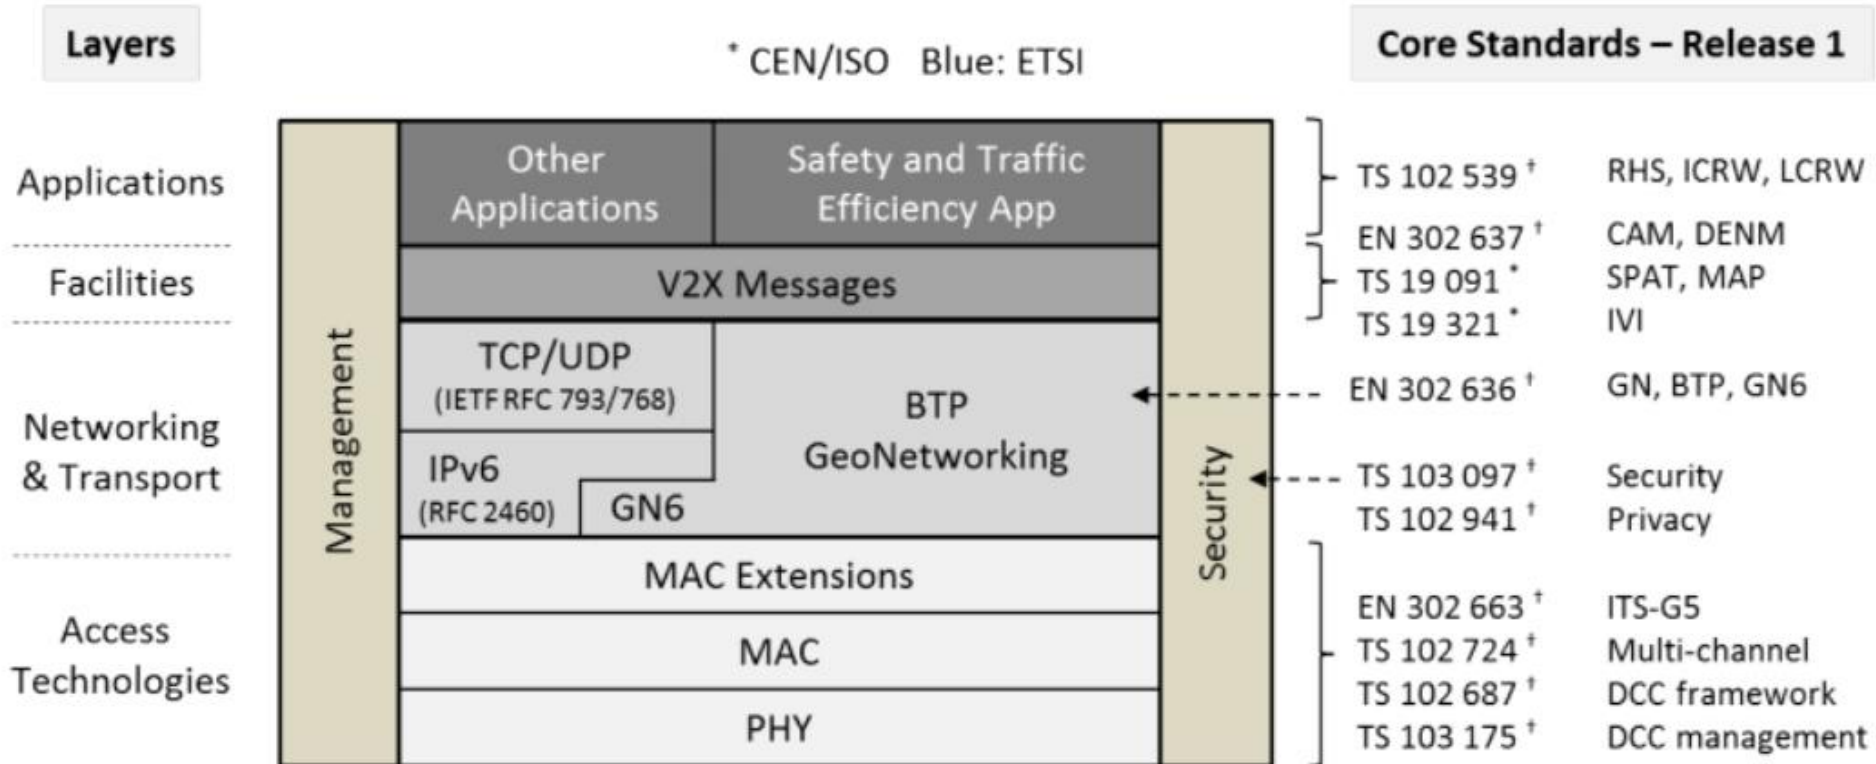 Layers
* CEN/ISO Blue: ETSI
Core Standards – Release 1
Applications
Facilities
Networking
& Transport
Access
Technologies
Management
Other
Applications
Safety and Traffic
Efficiency App
V2X Messages
TCP/UDP
(IETF RFC 793/768)
IPv6
(RFC 2460)
GN6
BTP
GeoNetworking
MAC Extensions
MAC
PHY
Security
TS 102 539 † RHS, ICRW, LCRW
EN 302 637 † CAM, DENM
TS 19 091 * SPAT, MAP
TS 19 321 * IVI
EN 302 636 † GN, BTP, GN6
TS 103 097 † Security
TS 102 941 † Privacy
EN 302 663 † ITS-G5
TS 102 724 † Multi-channel
TS 102 687 † DCC framework
TS 103 175 † DCC management